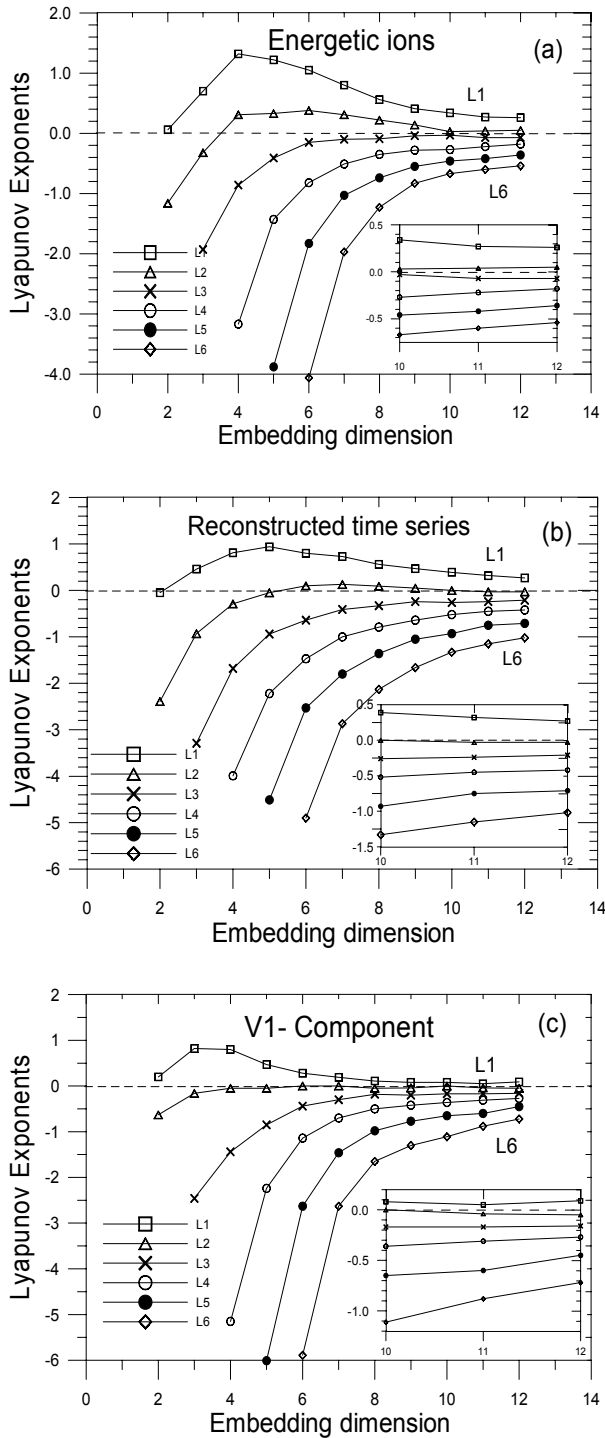 Energetic ions
(a)
2.0
1.0
0.0
-1.0
-2.0
-3.0
-4.0
Lyapunov Exponents
L1
L6
L1
L2
L3
L4
L5
L6
0.5
0.0
-0.5
10
11
12
0
2
4
6
8
10
12
14
Embedding dimension
Reconstructed time series
(b)
2
1
0
-1
-2
-3
-4
-5
-6
Lyapunov Exponents
L1
L6
L1
L2
L3
L4
L5
L6
0.5
0.0
-0.5
-1.0
-1.5
10
11
12
0
2
4
6
8
10
12
14
Embedding dimension
V1- Component
(c)
2
1
0
-1
-2
-3
-4
-5
-6
Lyapunov Exponents
L1
L6
L1
L2
L3
L4
L5
L6
0.0
-0.5
-1.0
10
11
12
0
2
4
6
8
10
12
14
Embedding dimension